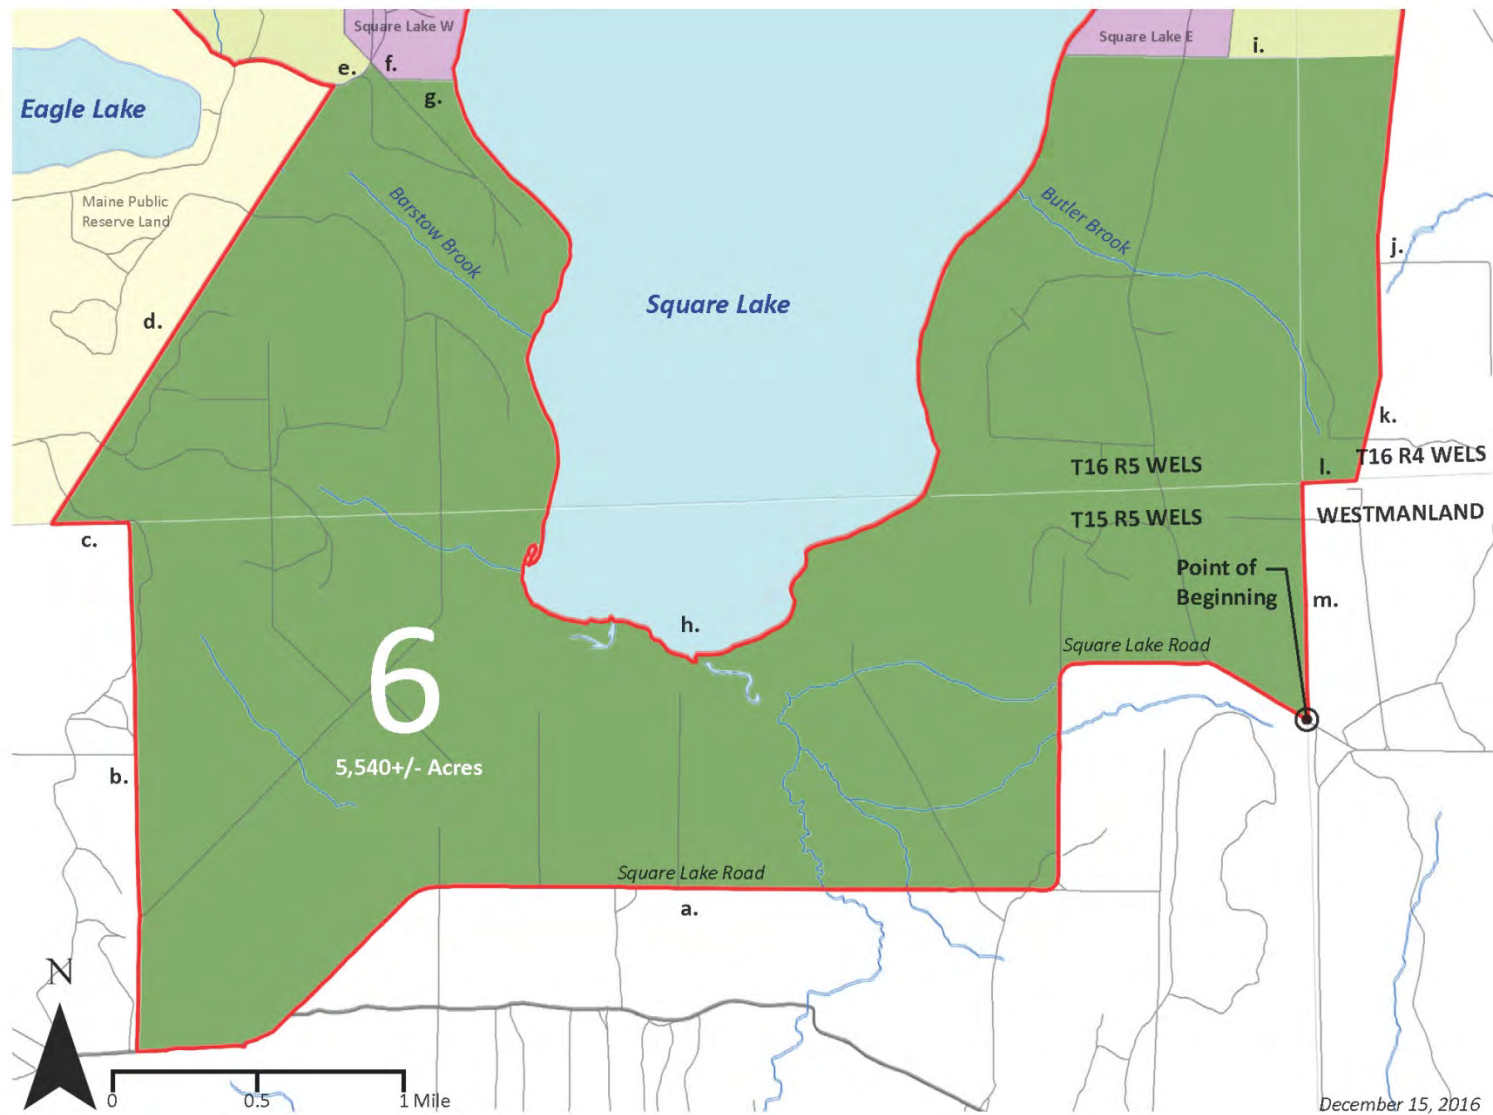 Square Lake W
Square Lake E
i.
e.
f.
g.
Eagle Lake
Maine Public
Reserve Land
Barstow Brook
Butler Brook
j.
Square Lake
d.
k.
T16 R5 WELS
l.
T16 R4 WELS
c.
T15 R5 WELS
WESTMANLAND
Point of
Beginning
m.
h.
Square Lake Road
6
5,540+/- Acres
b.
Square Lake Road
a.
N
0
0.5
1 Mile
December 15, 2016